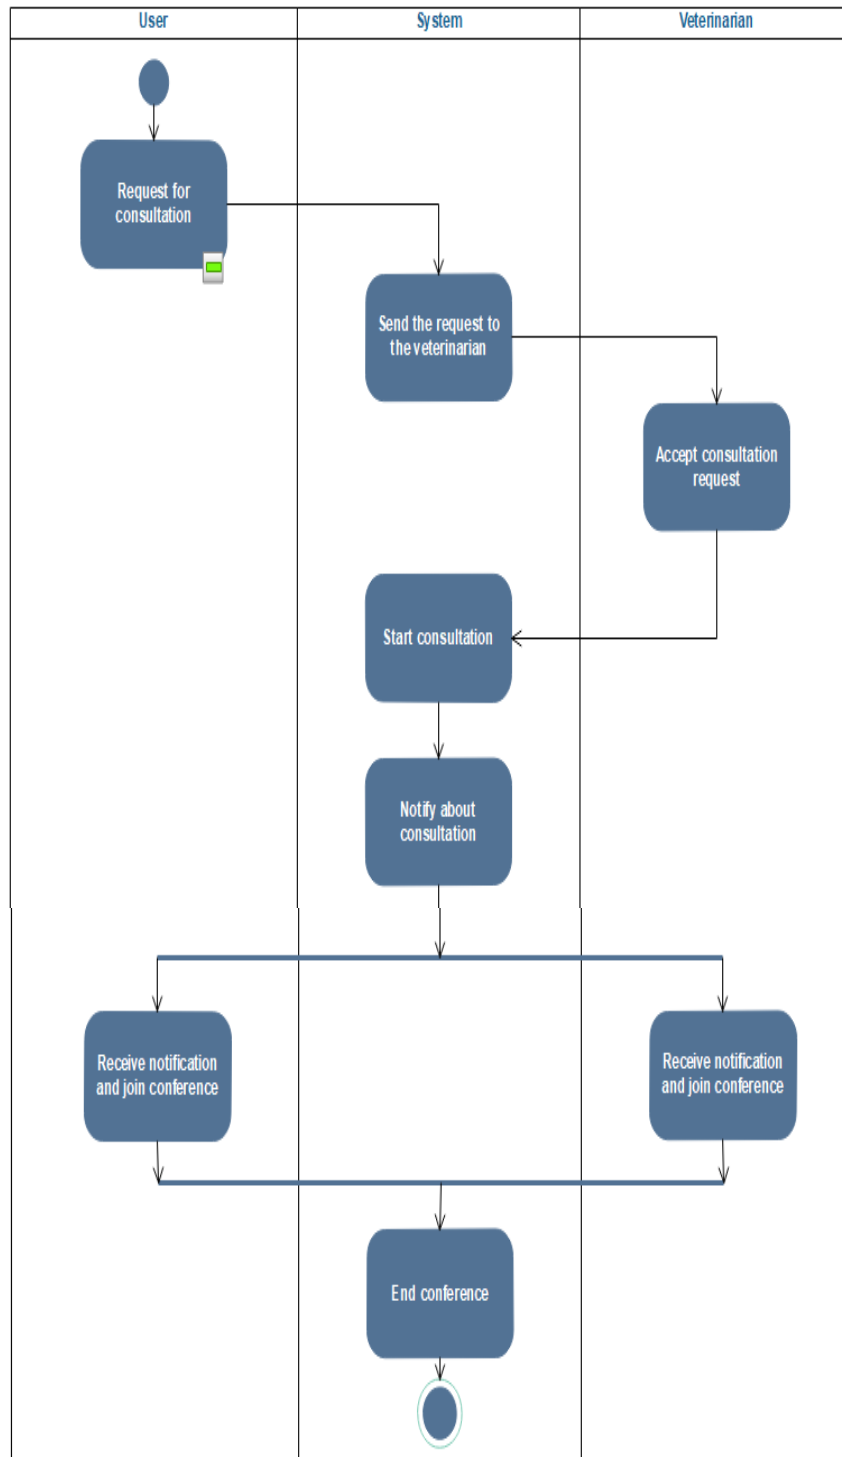 User
System
Veterinarian
Request for
consultation
Send the request to
the veterinarian
Accept consultation
request
Start consultation
Notify about
consultation
Receive notification
and join conference
Receive notification
and join conference
End conference